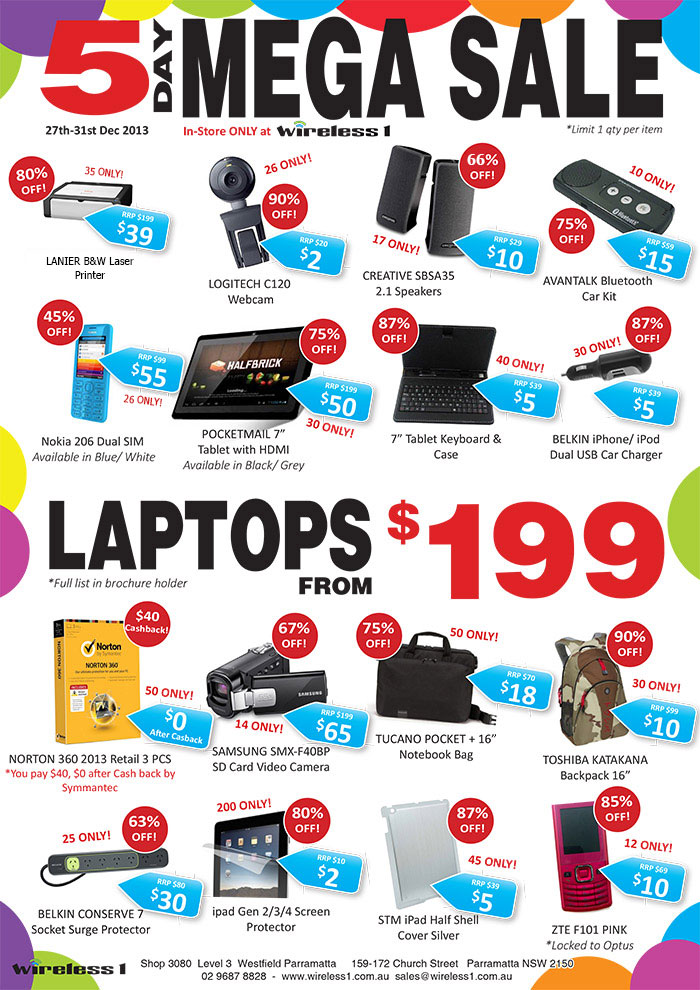 5 DAY MEGA SALE
27th-31st Dec 2013
In-Store ONLY at wireless 1
*Limit 1 qty per item
80% OFF!
35 ONLY!
RRP $199
$39
LANIER B&W Laser
Printer
26 ONLY!
90% OFF!
RRP $20
$2
LOGITECH C120
Webcam
66% OFF!
17 ONLY!
RRP $29
$10
CREATIVE SBSA35
2.1 Speakers
10 ONLY!
75% OFF!
Bluetooth
RRP $59
$15
AVANTALK Bluetooth
Car Kit
45% OFF!
RRP $99
$55
26 ONLY!
Nokia 206 Dual SIM
Available in Blue/ White
75% OFF!
HALFBRICK
Loading...
RRP $199
$50
30 ONLY!
POCKETMAIL 7”
Tablet with HDMI
Available in Black/ Grey
87% OFF!
40 ONLY!
RRP $39
$5
7” Tablet Keyboard &
Case
87% OFF!
30 ONLY!
RRP $39
$5
BELKIN iPhone/ iPod
Dual USB Car Charger
LAPTOPS FROM $199
*Full list in brochure holder
$40 Cashback!
Norton
by Symantec
NORTON 360
NORTON 360
50 ONLY!
$0
After Casback
NORTON 360 2013 Retail 3 PCS
*You pay $40, $0 after Cash back by
Symmantec
67% OFF!
SAMSUNG
14 ONLY!
RRP $199
$65
SAMSUNG SMX-F40BP
SD Card Video Camera
75% OFF!
50 ONLY!
RRP $70
$18
TUCANO POCKET + 16”
Notebook Bag
90% OFF!
30 ONLY!
RRP $99
$10
TOSHIBA KATAKANA
Backpack 16”
25 ONLY!
63% OFF!
RRP $80
$30
BELKIN CONSERVE 7
Socket Surge Protector
200 ONLY!
80% OFF!
RRP $10
$2
ipad Gen 2/3/4 Screen
Protector
87% OFF!
45 ONLY!
RRP $39
$5
STM iPad Half Shell
Cover Silver
85% OFF!
12 ONLY!
RRP $69
$10
ZTE F101 PINK
*Locked to Optus
wireless 1
Shop 3080 Level 3 Westfield Parramatta 159-172 Church Street Parramatta NSW 2150
02 9687 8828 - www.wireless1.com.au sales@wireless1.com.au